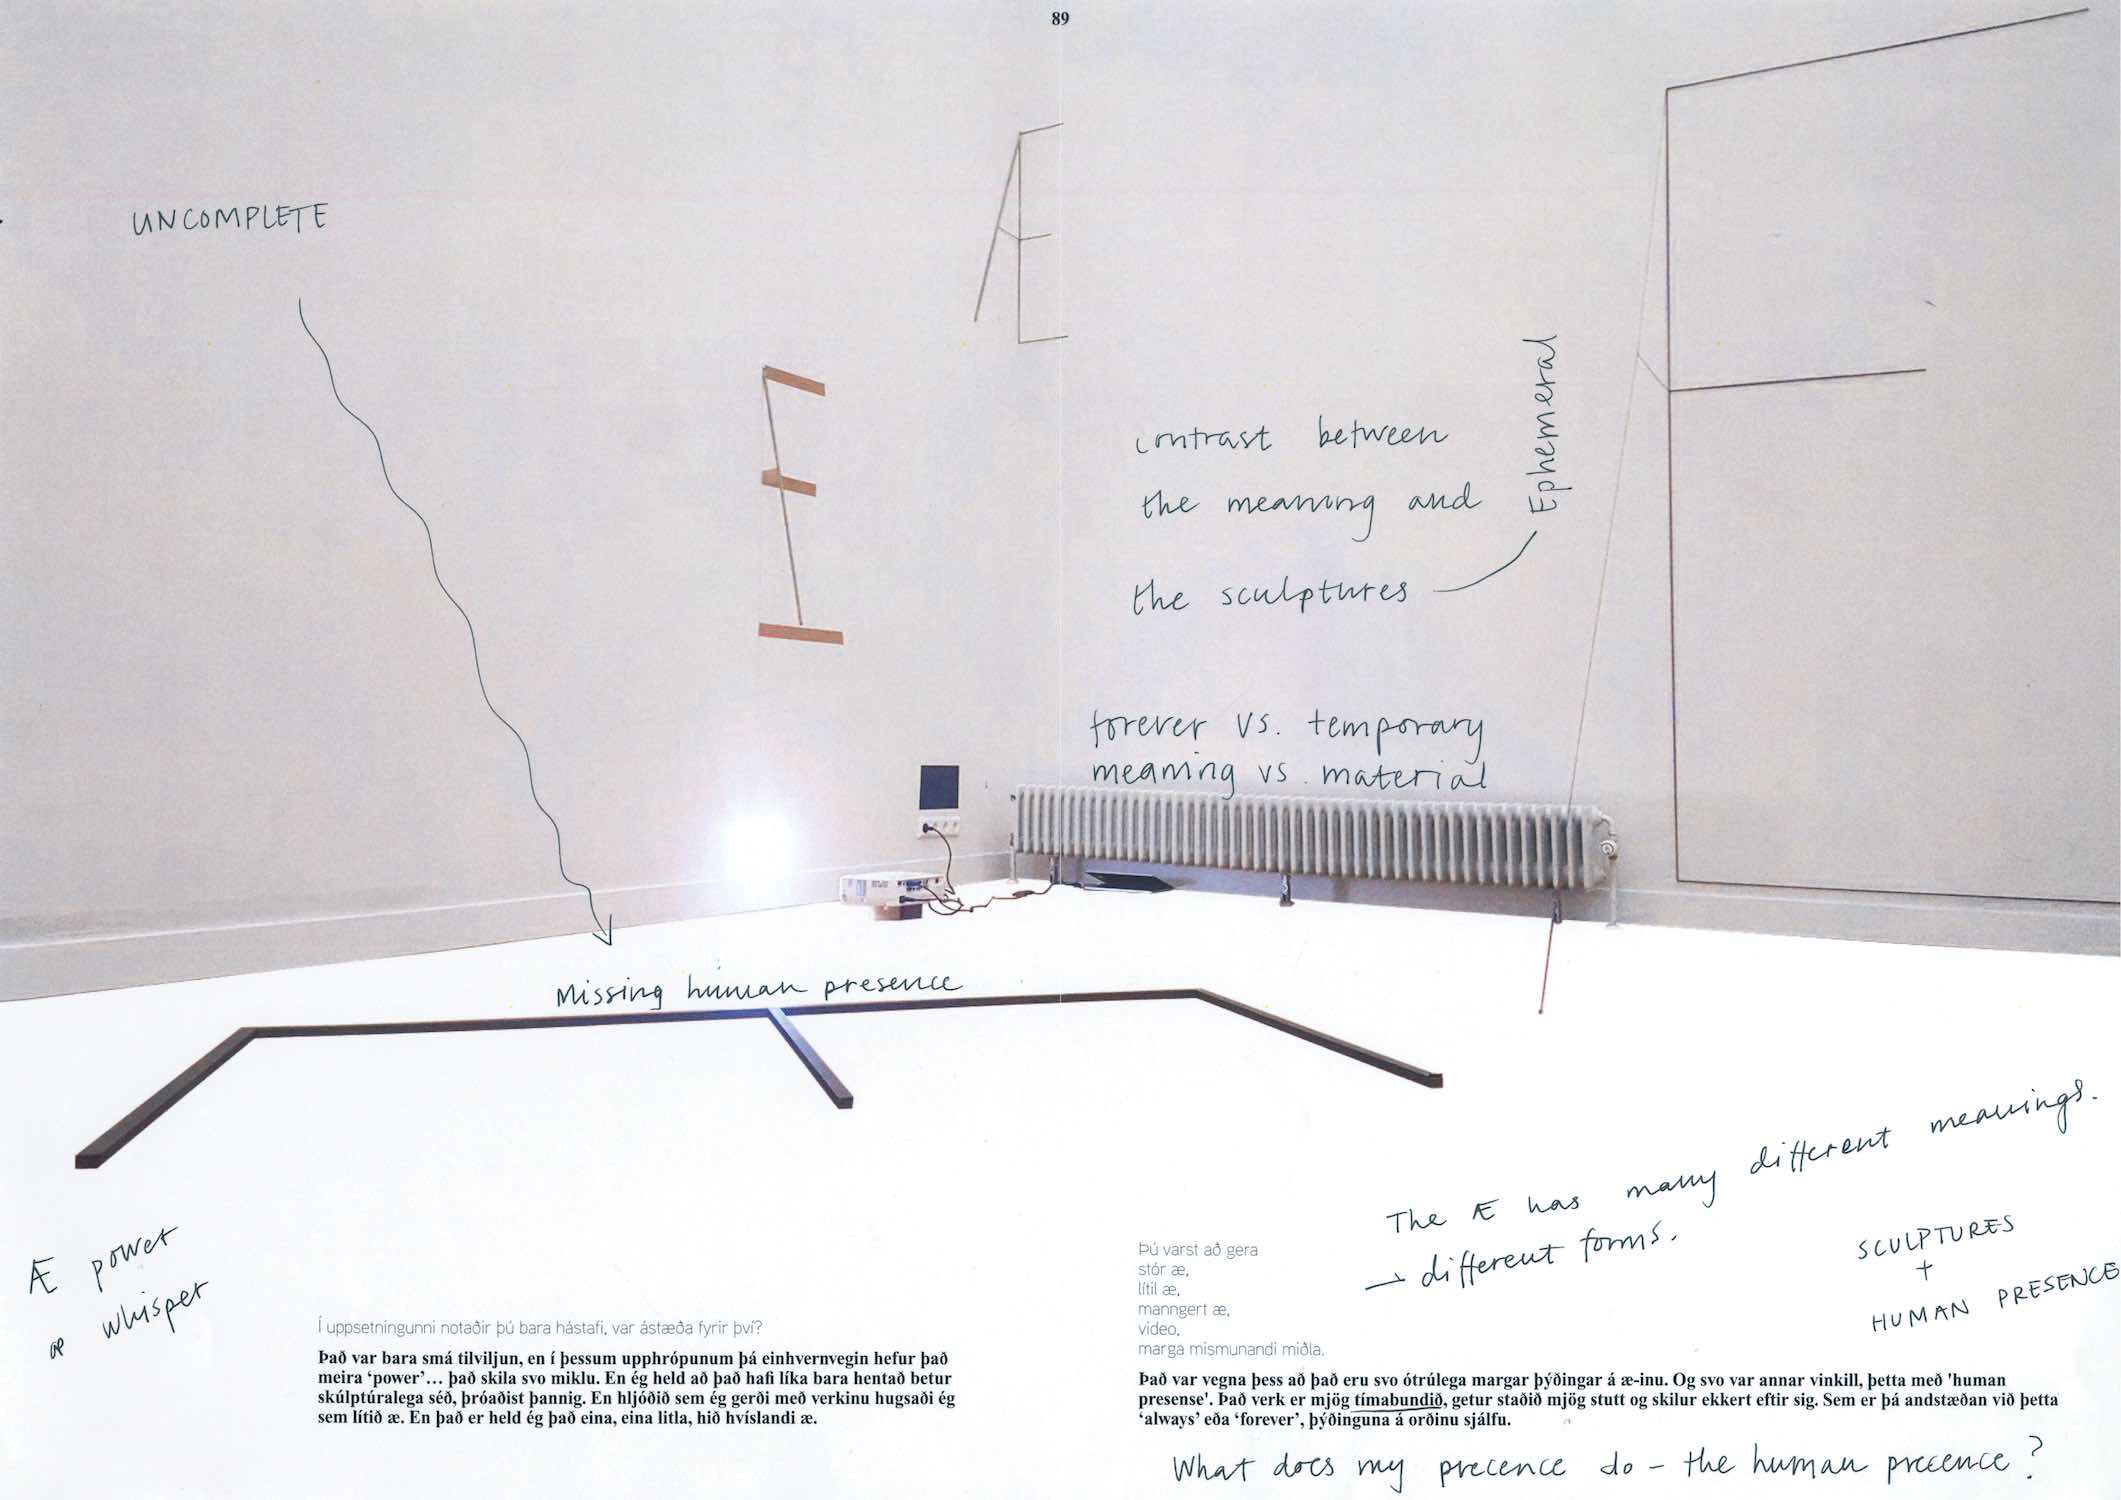 89
UNCOMPLETE
contrast between
the meaning and
the sculptures
Ephemeral
forever vs. temporary
meaning vs. material
Missing human presence
The Æ has many different meanings.
→ different forms.
SCULPTURES
+
HUMAN PRESENCE
Æ power
æ whisper
Í uppsetningunni notaðir þú bara hástafi, var ástæða fyrir því?
Það var bara smá tilviljun, en í þessum upphrópunum þá einhvernvegin hefur það
meira ‘power’… það skila svo miklu. En ég held að það hafi líka bara hentað betur
skúlptúralega séð, þróaðist þannig. En hljóðið sem ég gerði með verkinu hugsaði ég
sem lítið æ. En það er held ég það eina, eina litla, hið hvíslandi æ.
Þú varst að gera
stór æ,
lítil æ,
manngert æ,
video,
marga mismunandi miðla.
Það var vegna þess að það eru svo ótrúlega margar þýðingar á æ-inu. Og svo var annar vinkill, þetta með 'human
presense'. Það verk er mjög tímabundið, getur staðið mjög stutt og skilur ekkert eftir sig. Sem er þá andstæðan við þetta
‘always’ eða ‘forever’, þýðinguna á orðinu sjálfu.
What does my precence do – the human precence?